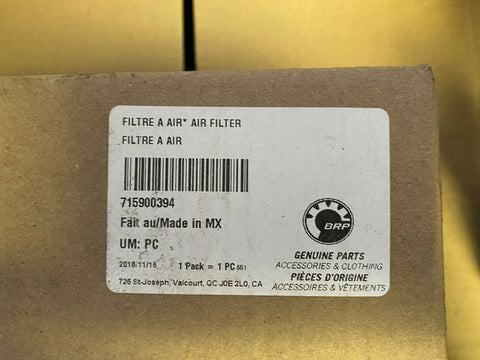 FILTRE A AIR* AIR FILTER
FILTRE A AIR
715900394
Fait au/Made in MX
UM: PC
2018/11/16 1 Pack = 1 PC 651
726 St-Joseph, Valcourt, QC J0E 2L0, CA
BRP
GENUINE PARTS
ACCESSORIES & CLOTHING
PIÈCES D'ORIGINE
ACCESSOIRES & VÊTEMENTS